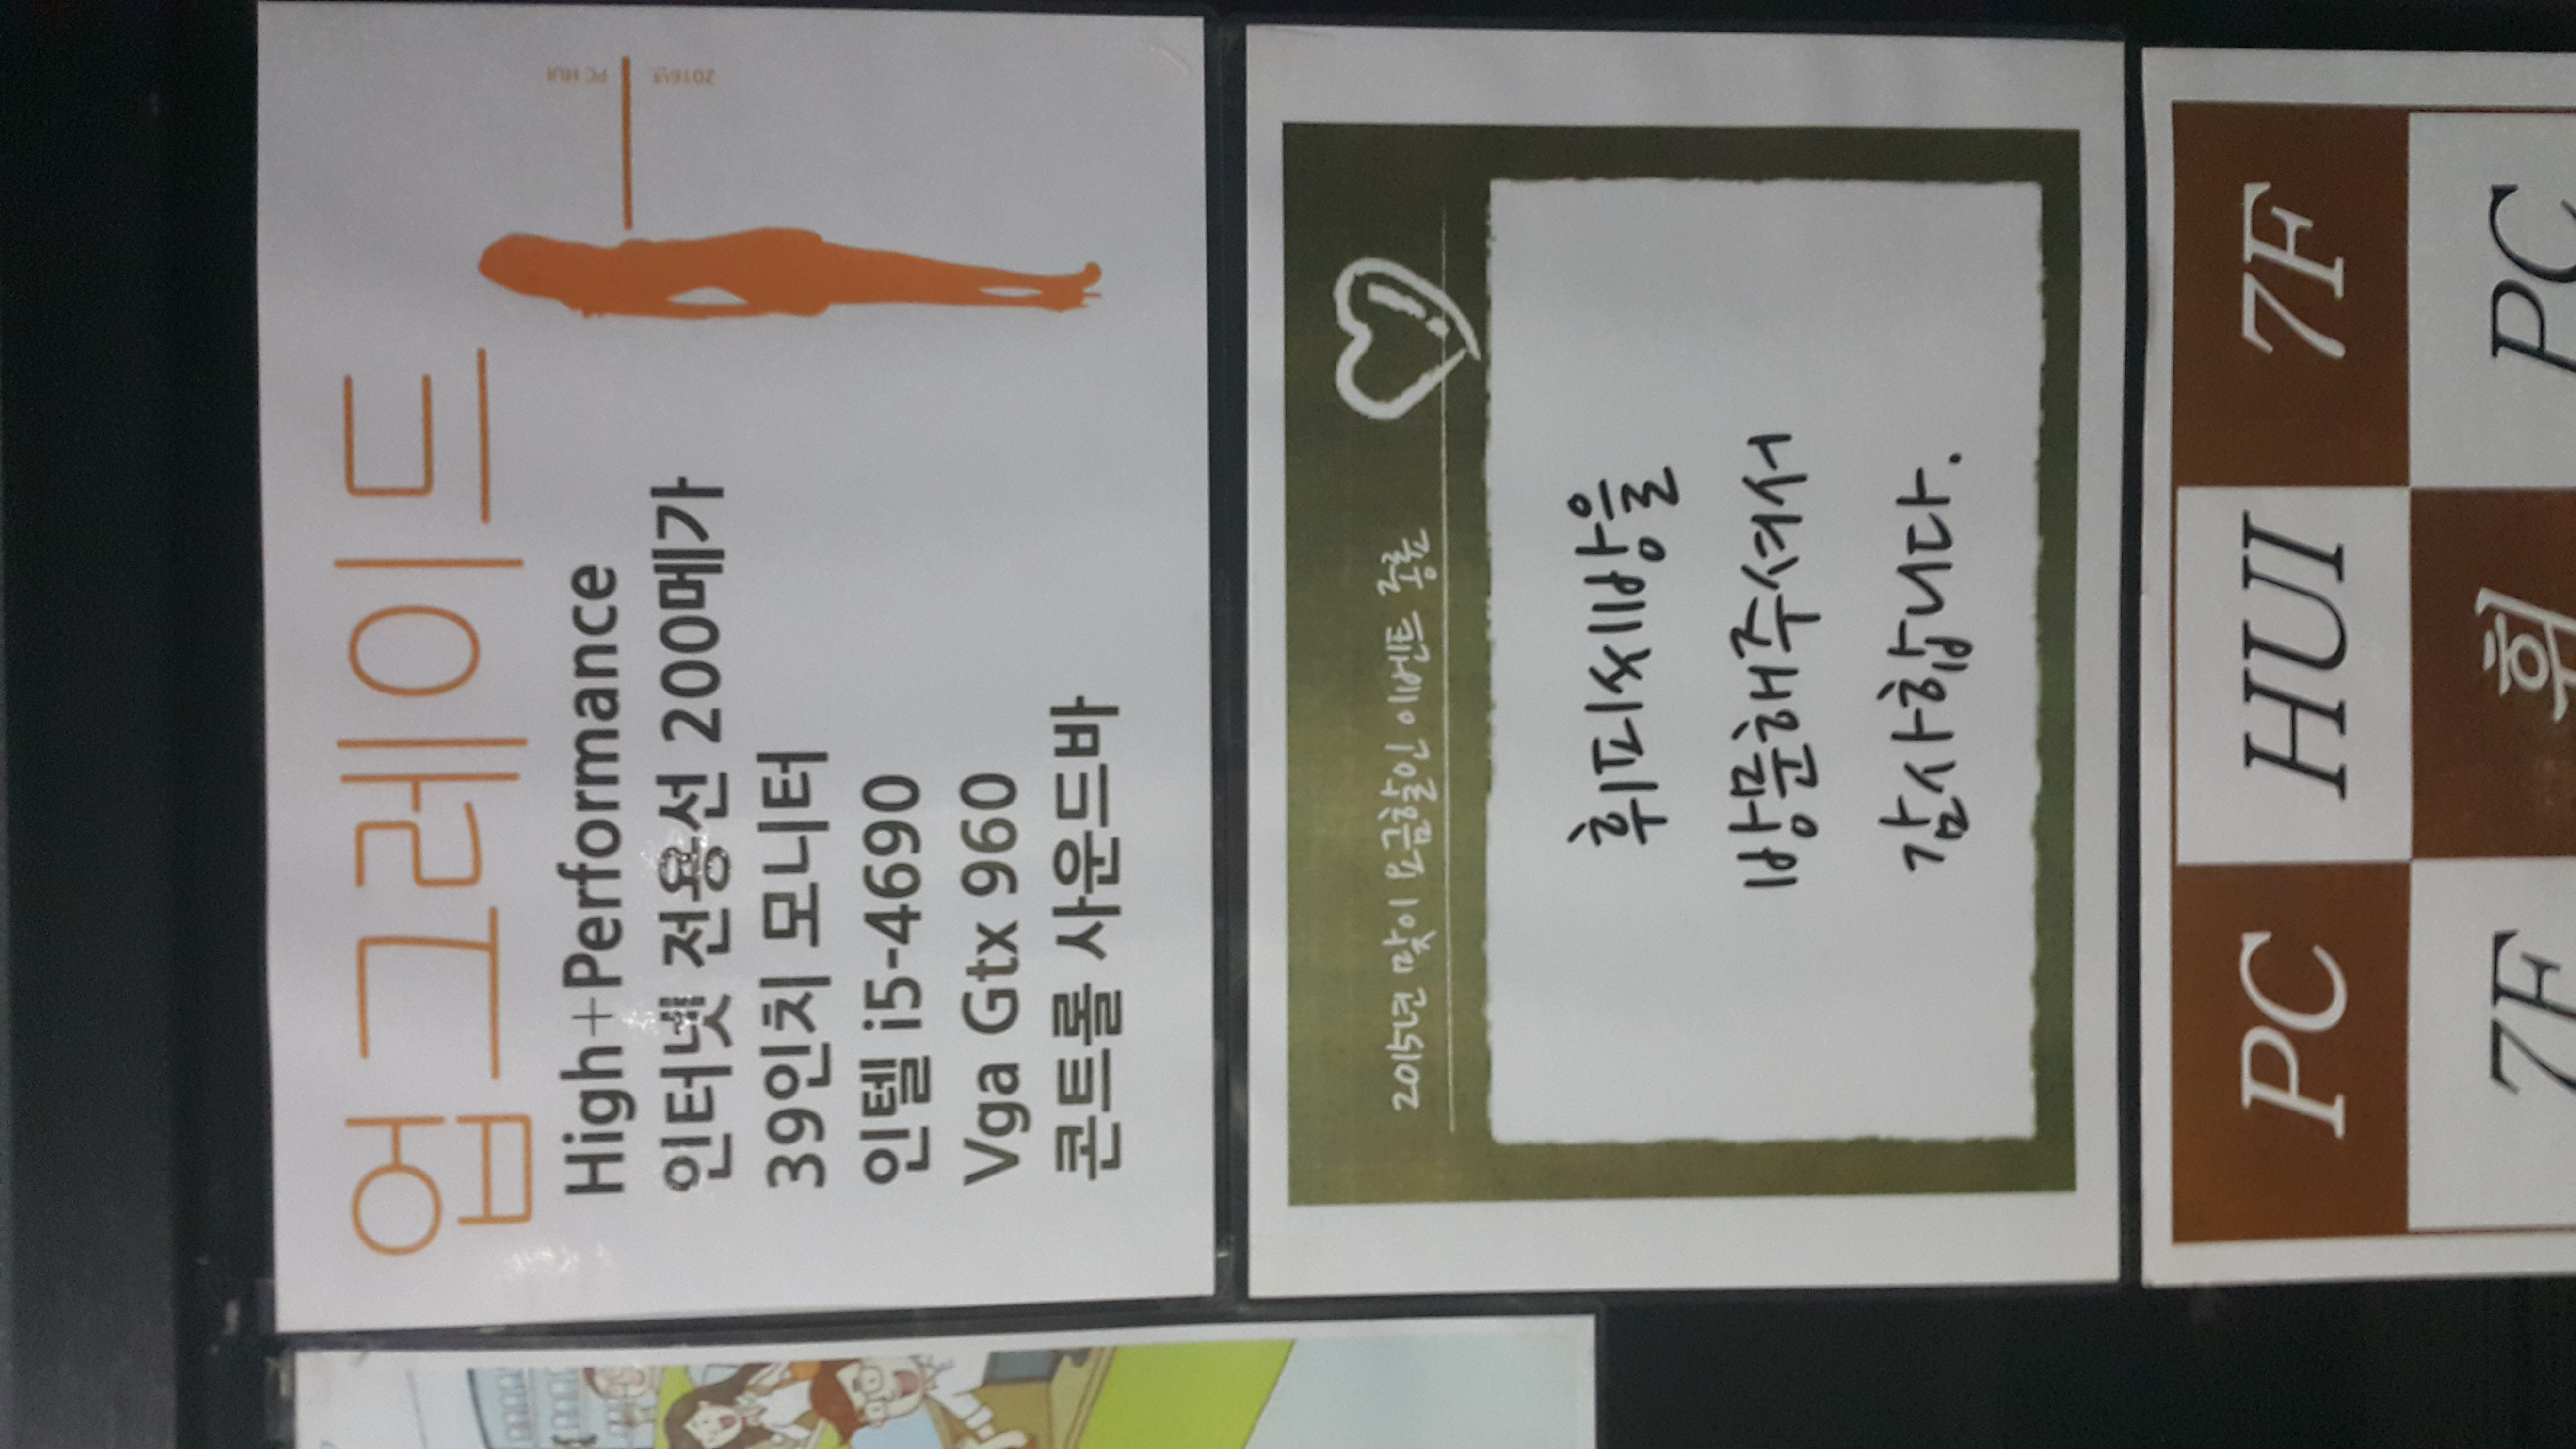 업그레이드
High+Performance
인터넷 전용선 200메가
39인치 모니터
인텔 i5-4690
Vga Gtx 960
콘트롤 사운드바
2016년 PC HUI
2015년 맞이 요금할인 이벤트 종료
휘피씨방을
방문해주셔서
감사합니다.
PC HUI 7F
7F 휘 PC